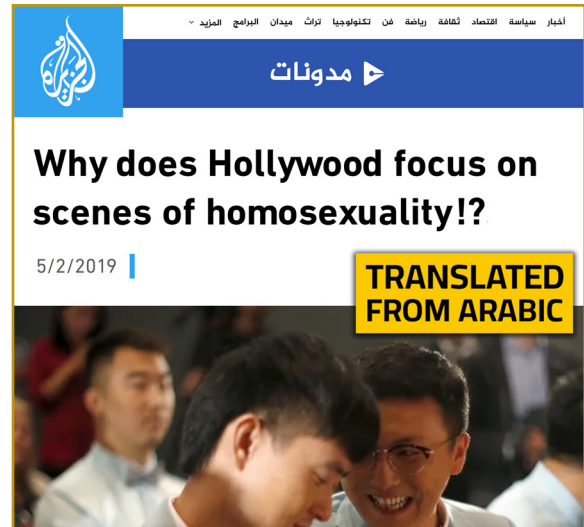 أخبار سياسة اقتصاد ثقافة رياضة فن تكنولوجيا تراث ميدان البرامج المزيد
الجزيرة
مدونات
Why does Hollywood focus on
scenes of homosexuality!?
5/2/2019
TRANSLATED
FROM ARABIC